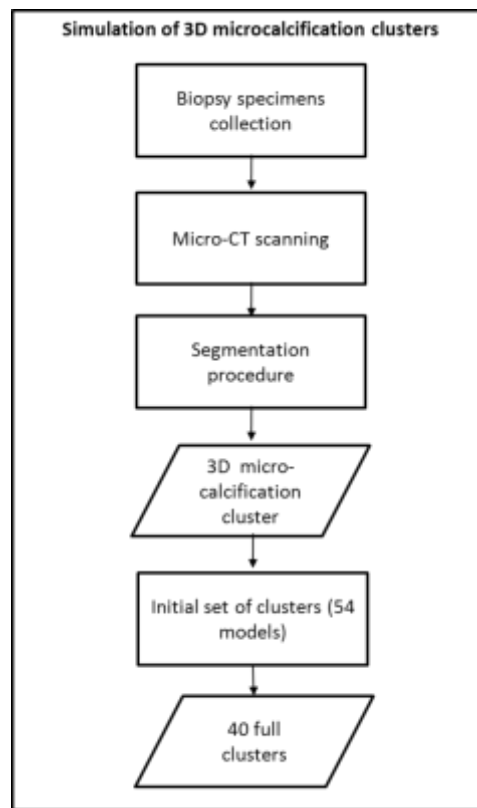 Simulation of 3D microcalcification clusters
Biopsy specimens
collection
Micro-CT scanning
Segmentation
procedure
3D micro-
calcification
cluster
Initial set of clusters (54
models)
40 full
clusters